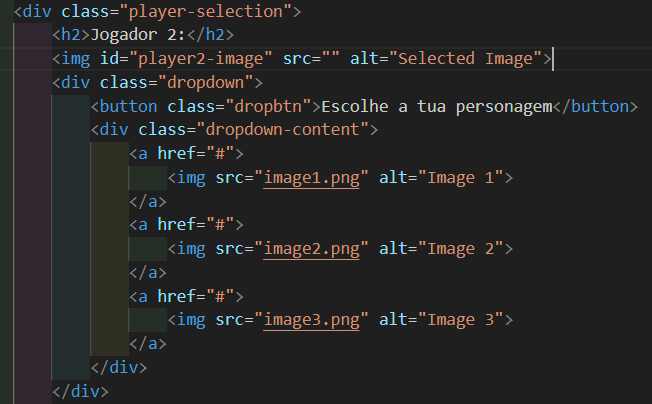 <div class="player-selection">
<h2>Jogador 2:</h2>
<img id="player2-image" src="" alt="Selected Image">
<div class="dropdown">
<button class="dropbtn">Escolhe a tua personagem</button>
<div class="dropdown-content">
<a href="#">
<img src="image1.png" alt="Image 1">
</a>
<a href="#">
<img src="image2.png" alt="Image 2">
</a>
<a href="#">
<img src="image3.png" alt="Image 3">
</a>
</div>
</div>